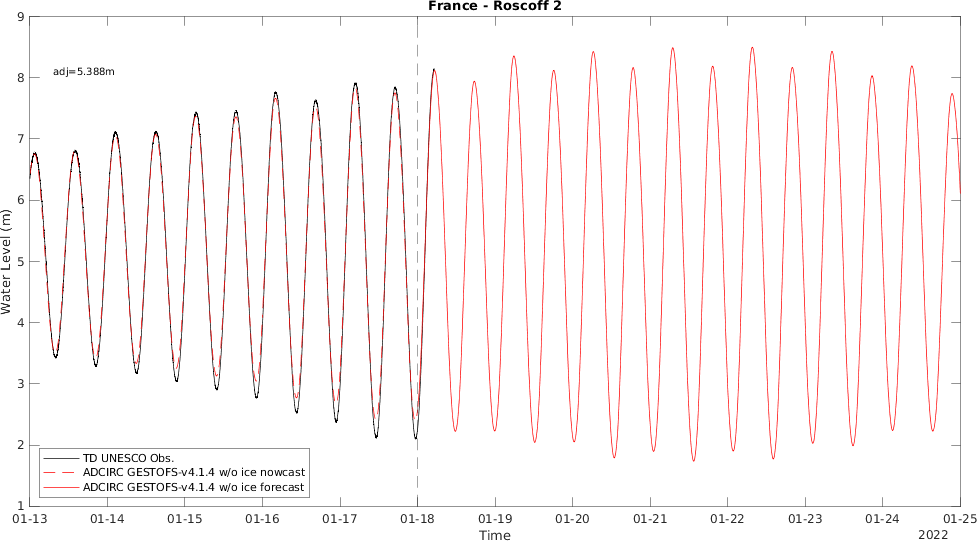 France - Roscoff 2
9
8
7
6
5
4
3
2
1
Water Level (m)
adj=5.388m
TD UNESCO Obs.
ADCIRC GESTOFS-v4.1.4 w/o ice nowcast
ADCIRC GESTOFS-v4.1.4 w/o ice forecast
01-13 01-14 01-15 01-16 01-17 01-18 01-19 01-20 01-21 01-22 01-23 01-24 01-25
Time
2022